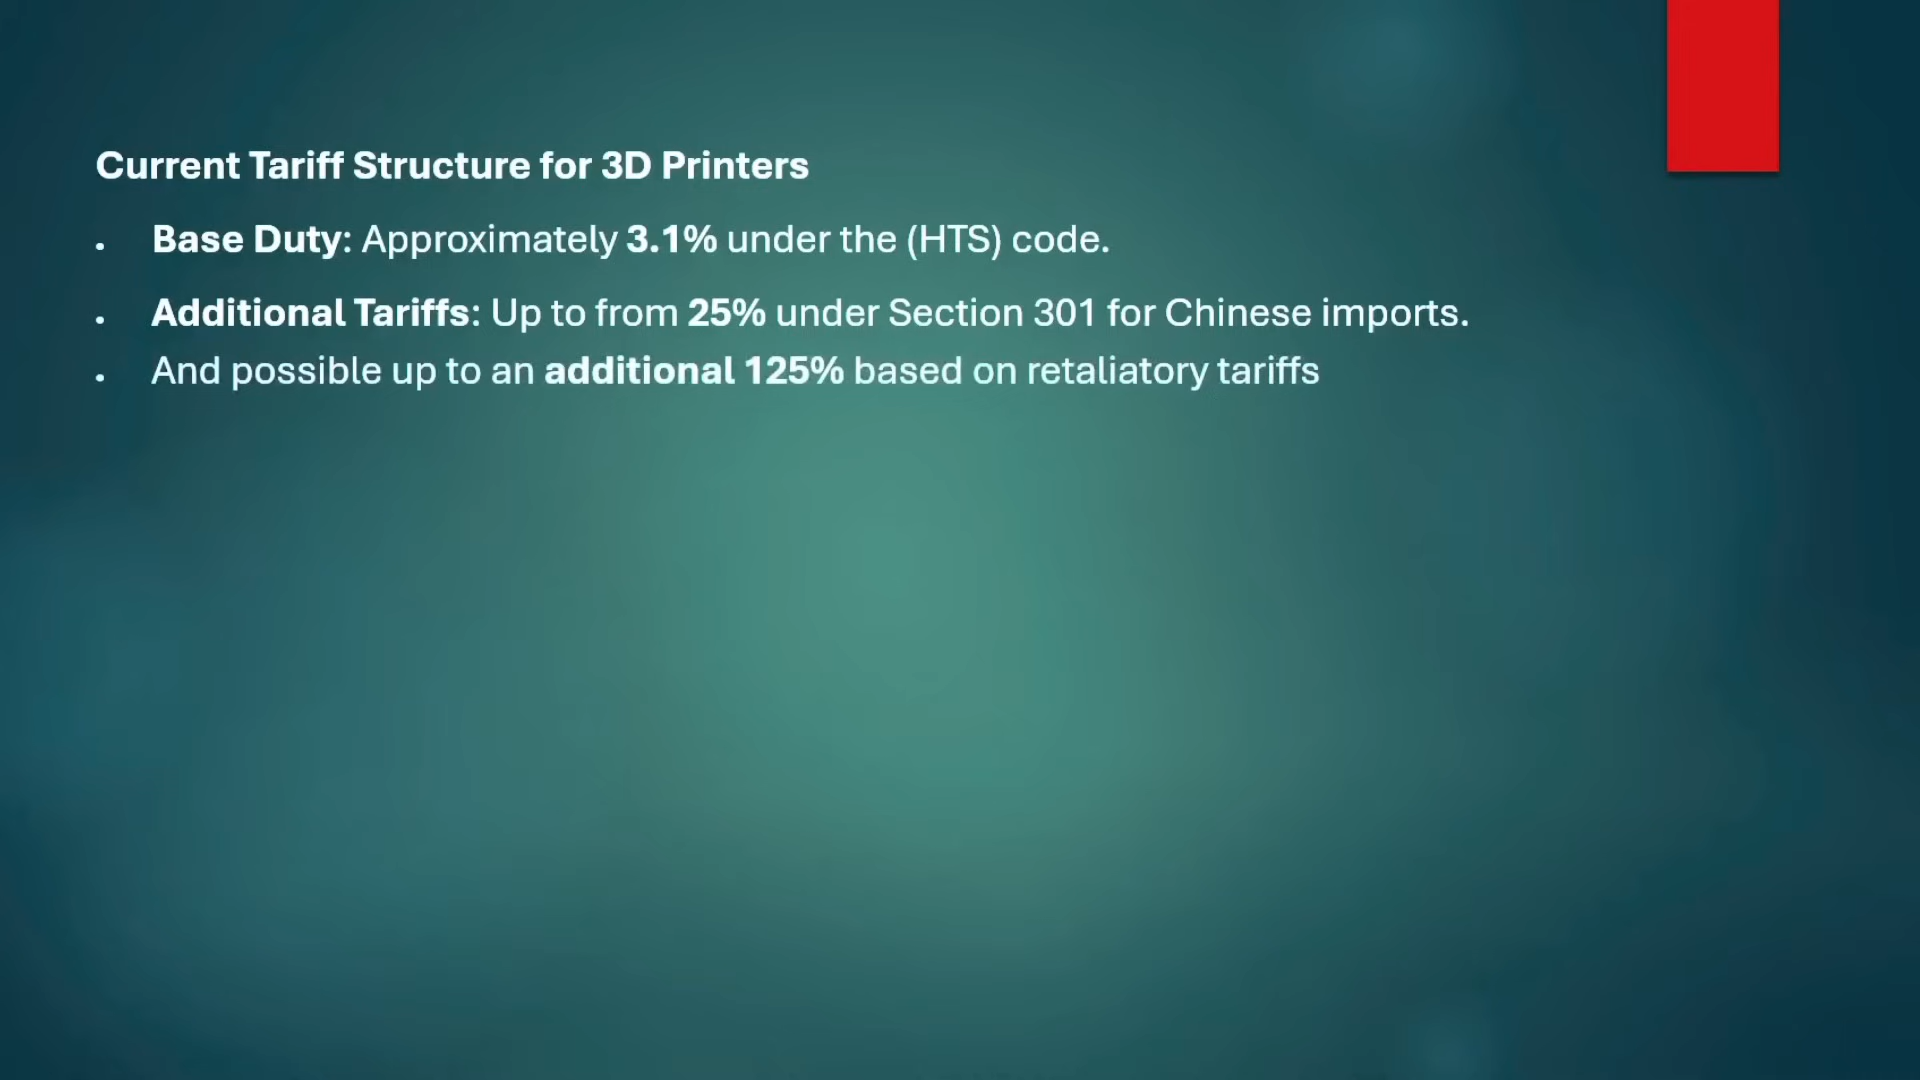 Current Tariff Structure for 3D Printers
• Base Duty: Approximately 3.1% under the (HTS) code.
• Additional Tariffs: Up to from 25% under Section 301 for Chinese imports.
• And possible up to an additional 125% based on retaliatory tariffs